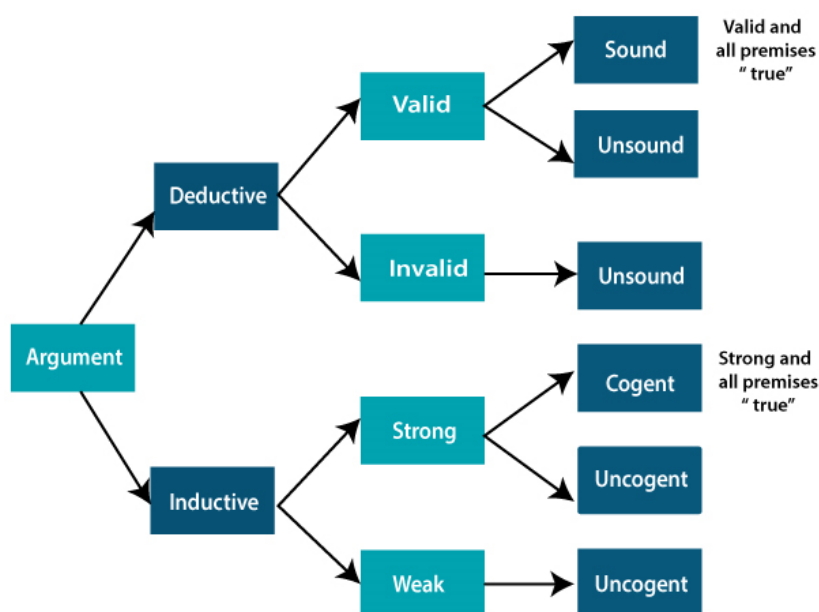 Valid and
all premises
“ true”
Sound
Valid
Unsound
Deductive
Invalid
Unsound
Argument
Strong and
all premises
“ true”
Cogent
Strong
Uncogent
Inductive
Weak
Uncogent